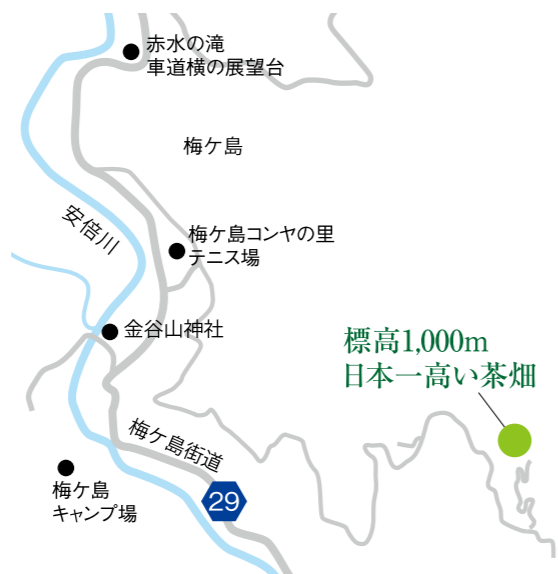 赤水の滝
車道横の展望台
梅ケ島
安倍川
梅ケ島コンヤの里
テニス場
金谷山神社
標高1,000m
日本一高い茶畑
梅ケ島街道
29
梅ケ島
キャンプ場